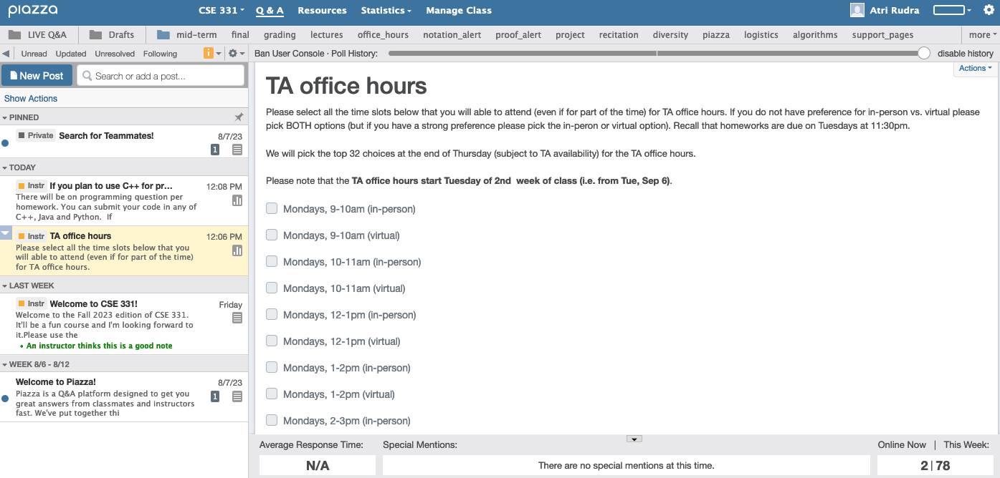 piazza
CSE 331
Q & A
Resources
Statistics
Manage Class
Atri Rudra
LIVE Q&A
Drafts
mid-term
final
grading
lectures
office_hours
notation_alert
proof_alert
project
recitation
diversity
piazza
logistics
algorithms
support_pages
more
Unread
Updated
Unresolved
Following
i
Ban User Console · Poll History:
disable history
New Post
Search or add a post...
Show Actions
PINNED
Private Search for Teammates! 8/7/23
1
TODAY
Instr If you plan to use C++ for pr... 12:08 PM
There will be on programming question per
homework. You can submit your code in any of
C++, Java and Python. If
Instr TA office hours 12:06 PM
Please select all the time slots below that you
will able to attend (even if for part of the time)
for TA office hours.
LAST WEEK
Instr Welcome to CSE 331! Friday
Welcome to the Fall 2023 edition of CSE 331.
It'll be a fun course and I'm looking forward to
it.Please use the
• An instructor thinks this is a good note
WEEK 8/6 - 8/12
Welcome to Piazza! 8/7/23
Piazza is a Q&A platform designed to get you
great answers from classmates and instructors
fast. We've put together thi
1
Actions
TA office hours
Please select all the time slots below that you will able to attend (even if for part of the time) for TA office hours. If you do not have preference for in-person vs. virtual please
pick BOTH options (but if you have a strong preference please pick the in-peron or virtual option). Recall that homeworks are due on Tuesdays at 11:30pm.
We will pick the top 32 choices at the end of Thursday (subject to TA availability) for the TA office hours.
Please note that the TA office hours start Tuesday of 2nd week of class (i.e. from Tue, Sep 6).
Mondays, 9-10am (in-person)
Mondays, 9-10am (virtual)
Mondays, 10-11am (in-person)
Mondays, 10-11am (virtual)
Mondays, 12-1pm (in-person)
Mondays, 12-1pm (virtual)
Mondays, 1-2pm (in-person)
Mondays, 1-2pm (virtual)
Mondays, 2-3pm (in-person)
Average Response Time:
N/A
Special Mentions:
There are no special mentions at this time.
Online Now | This Week:
2 | 78